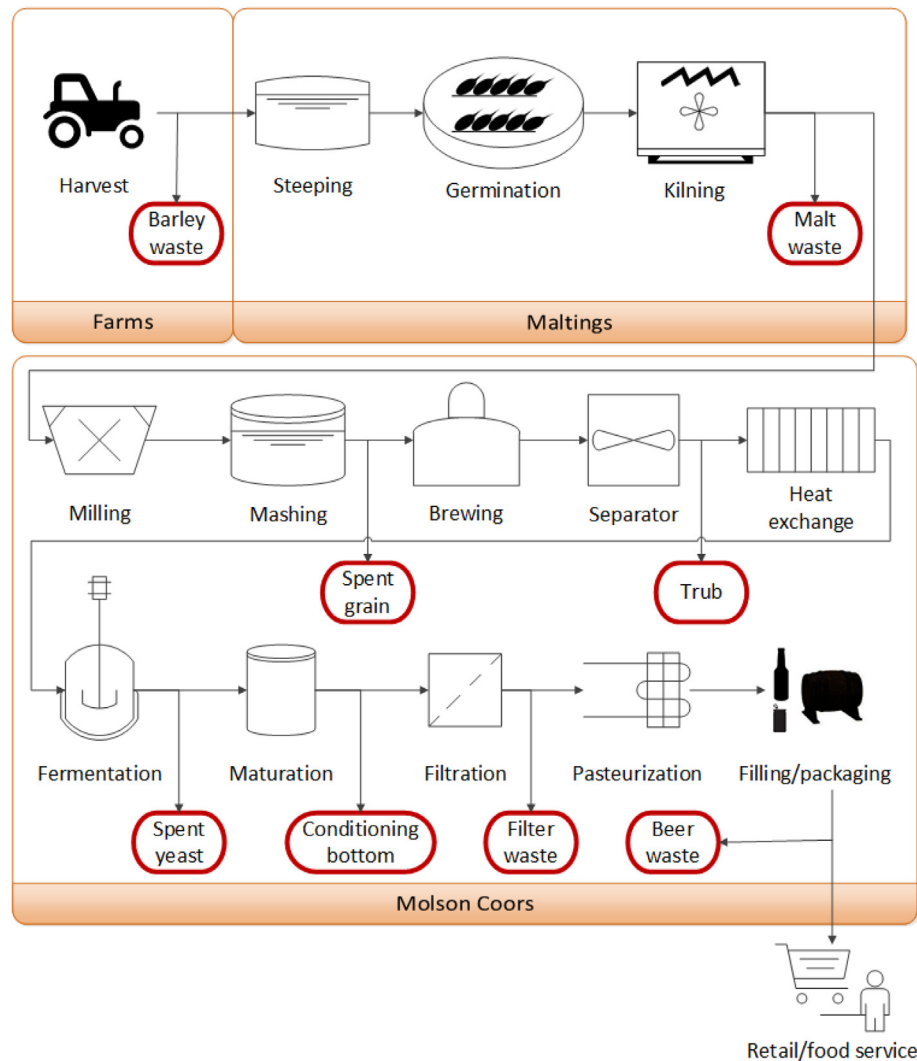 Harvest
Steeping
Germination
Kilning
Barley
waste
Malt
waste
Farms
Maltings
Milling
Mashing
Brewing
Separator
Heat
exchange
Spent
grain
Trub
Fermentation
Maturation
Filtration
Pasteurization
Filling/packaging
Spent
yeast
Conditioning
bottom
Filter
waste
Beer
waste
Molson Coors
Retail/food service